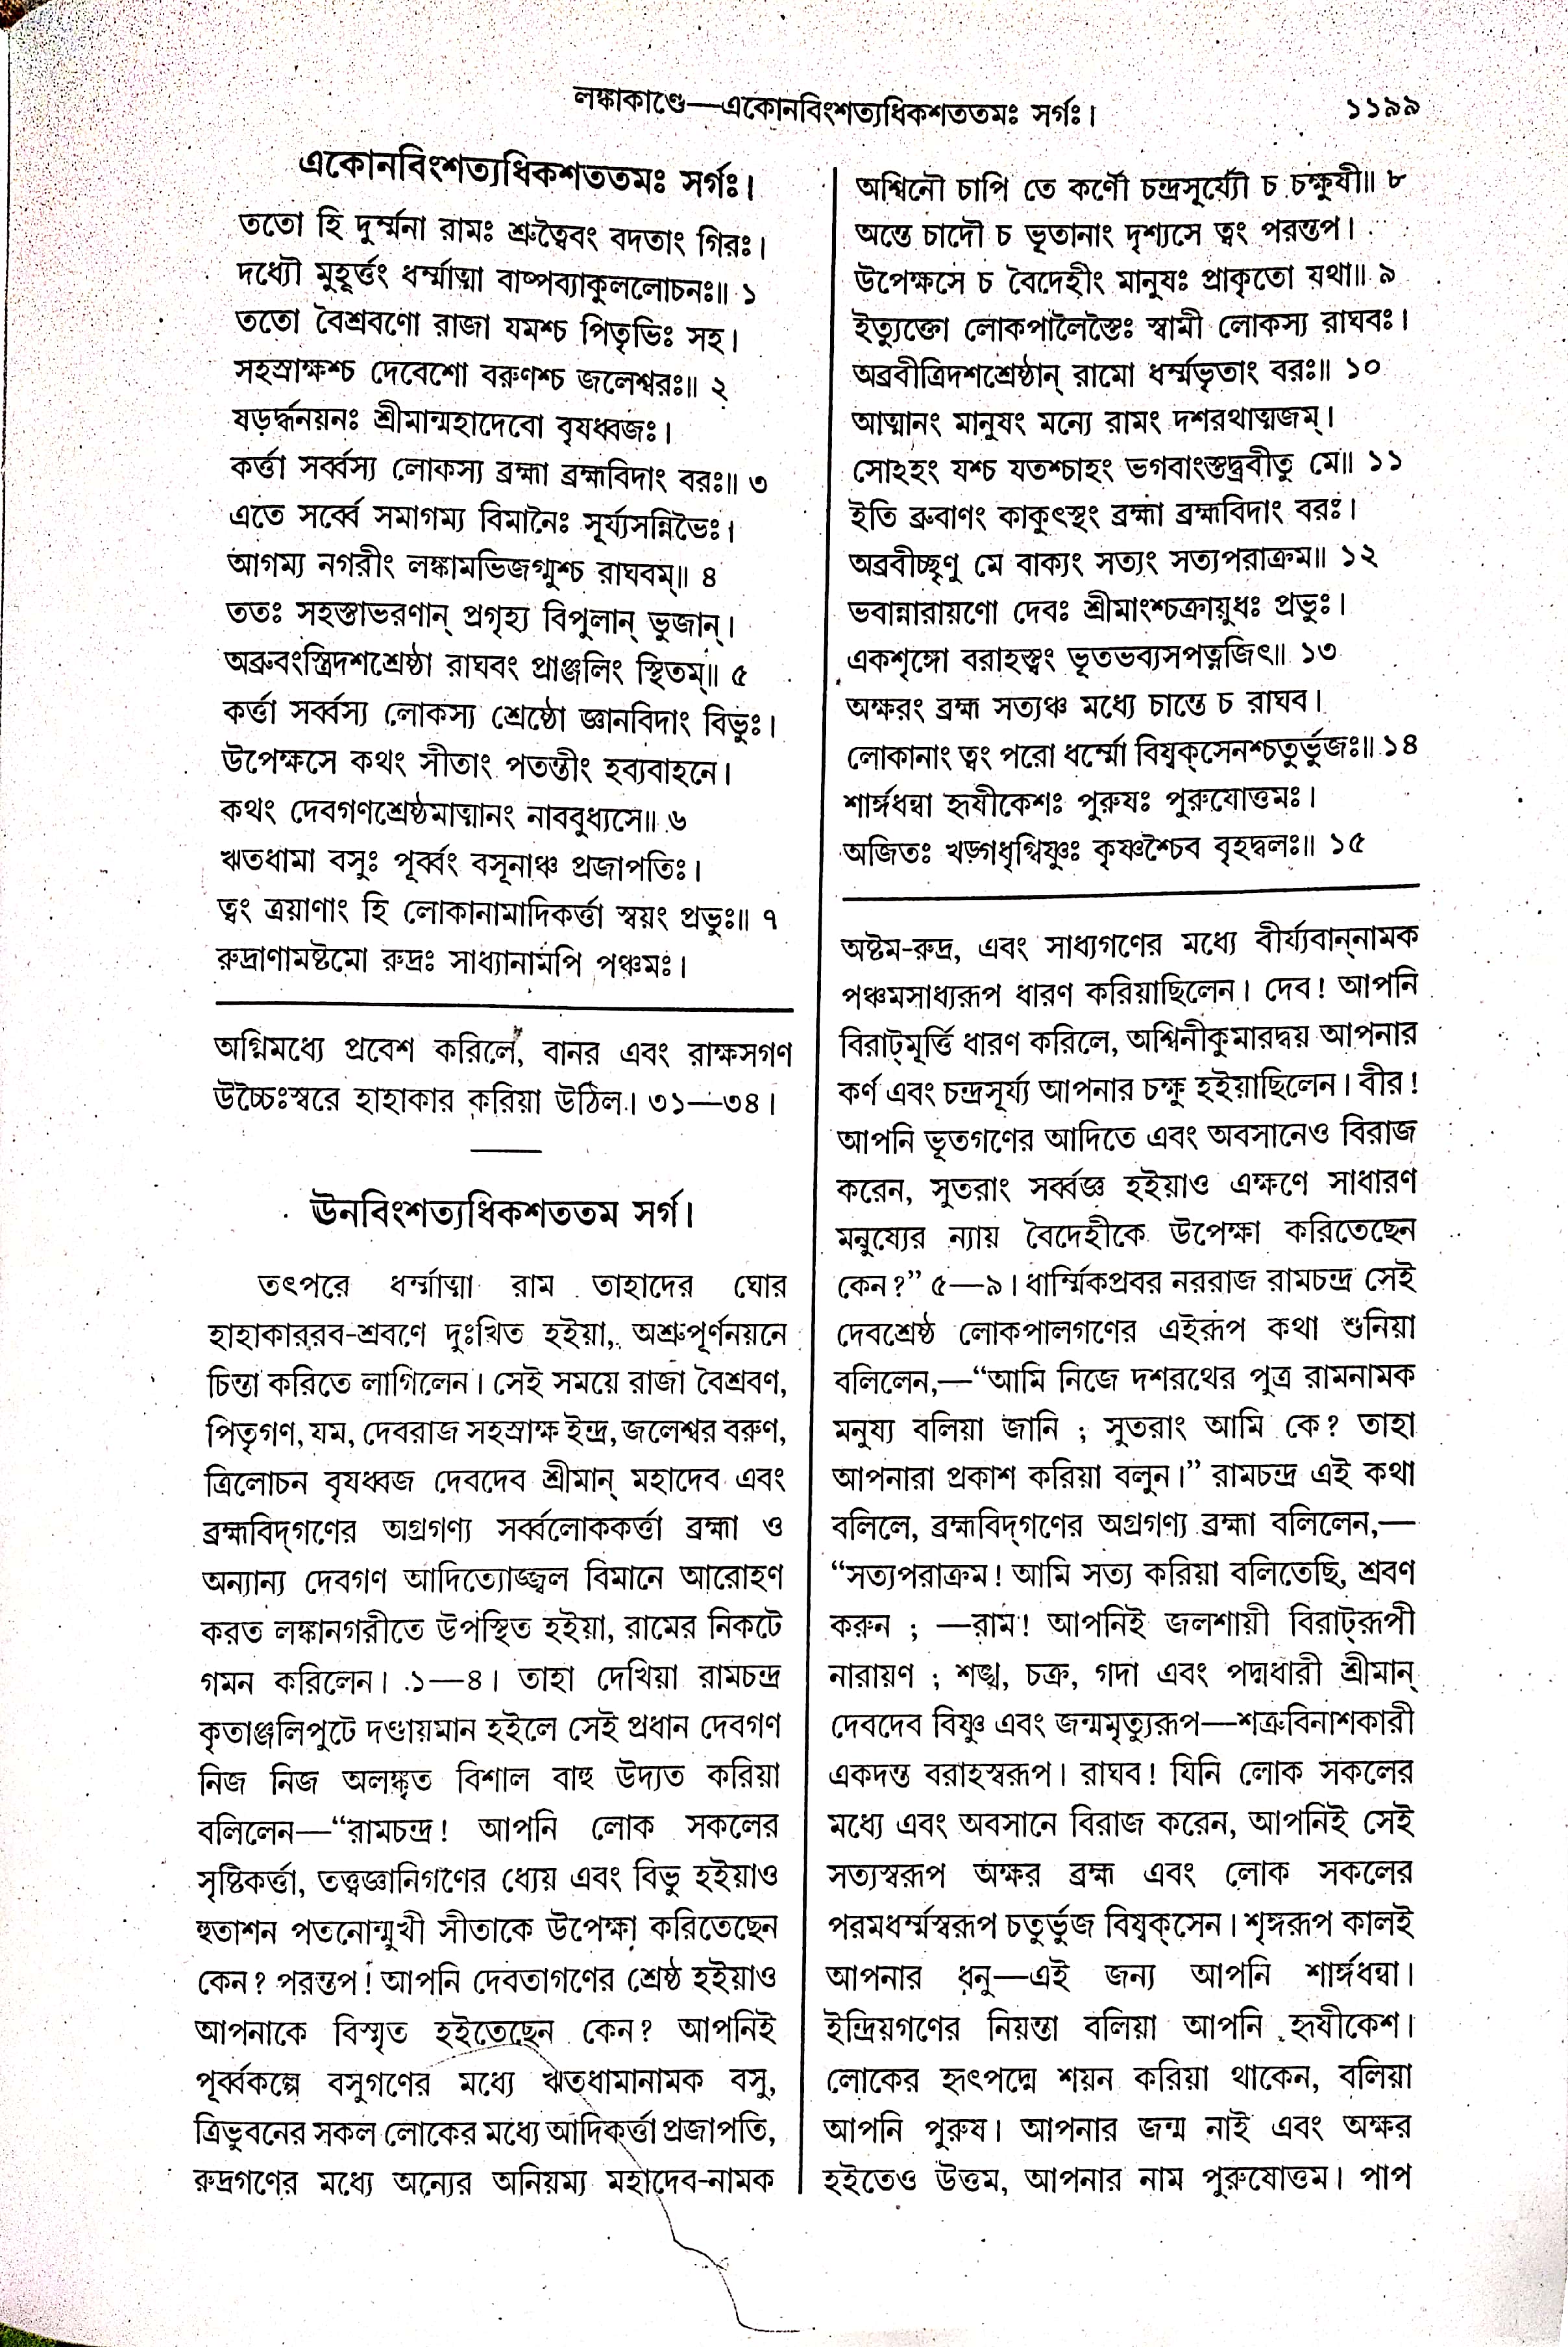 লঙ্কাকাণ্ডে—একোনবিংশত্যধিকশততমঃ সর্গঃ।
১১৯৯
একোনবিংশত্যধিকশততমঃ সর্গঃ।
ততো হি দুর্ম্মনা রামঃ শ্রুত্বৈবং বদতাং গিরঃ।
দধ্যৌ মুহূর্ত্তং ধর্ম্মাত্মা বাষ্পব্যাকুললোচনঃ॥ ১
ততো বৈশ্রবণো রাজা যমশ্চ পিতৃভিঃ সহ।
সহস্রাক্ষশ্চ দেবেশো বরুণশ্চ জলেশ্বরঃ॥ ২
ষড়র্দ্ধনয়নঃ শ্রীমান্মহাদেবো বৃষধ্বজঃ।
কর্ত্তা সর্ব্বস্য লোকস্য ব্রহ্মা ব্রহ্মবিদাং বরঃ॥ ৩
এতে সর্ব্বে সমাগম্য বিমানৈঃ সূর্য্যসন্নিভৈঃ।
আগম্য নগরীং লঙ্কামভিজগ্মুশ্চ রাঘবম্॥ ৪
ততঃ সহস্তাভরণান্ প্রগৃহ্য বিপুলান্ ভুজান্।
অব্রুবংস্ত্রিদশশ্রেষ্ঠা রাঘবং প্রাঞ্জলিং স্থিতম্॥ ৫
কর্ত্তা সর্ব্বস্য লোকস্য শ্রেষ্ঠো জ্ঞানবিদাং বিভুঃ।
উপেক্ষসে কথং সীতাং পতন্তীং হব্যবাহনে।
কথং দেবগণশ্রেষ্ঠমাত্মানং নাববুধ্যসে॥ ৬
ঋতধামা বসুঃ পূর্ব্বং বসূনাঞ্চ প্রজাপতিঃ।
ত্বং ত্রয়াণাং হি লোকানামাদিকর্ত্তা স্বয়ং প্রভুঃ॥ ৭
রুদ্রাণামষ্টমো রুদ্রঃ সাধ্যানামপি পঞ্চমঃ।
অগ্নিমধ্যে প্রবেশ করিলে, বানর এবং রাক্ষসগণ
উচ্চৈঃস্বরে হাহাকার করিয়া উঠিল। ৩১—৩৪।
ঊনবিংশত্যধিকশততম সর্গ।
তৎপরে ধর্ম্মাত্মা রাম তাহাদের ঘোর
হাহাকাররব-শ্রবণে দুঃখিত হইয়া, অশ্রুপূর্ণনয়নে
চিন্তা করিতে লাগিলেন। সেই সময়ে রাজা বৈশ্রবণ,
পিতৃগণ, যম, দেবরাজ সহস্রাক্ষ ইন্দ্র, জলেশ্বর বরুণ,
ত্রিলোচন বৃষধ্বজ দেবদেব শ্রীমান্ মহাদেব এবং
ব্রহ্মবিদ্‌গণের অগ্রগণ্য সর্ব্বলোককর্ত্তা ব্রহ্মা ও
অন্যান্য দেবগণ আদিত্যোজ্জ্বল বিমানে আরোহণ
করত লঙ্কানগরীতে উপস্থিত হইয়া, রামের নিকটে
গমন করিলেন। ১—৪। তাহা দেখিয়া রামচন্দ্র
কৃতাঞ্জলিপুটে দণ্ডায়মান হইলে সেই প্রধান দেবগণ
নিজ নিজ অলঙ্কৃত বিশাল বাহু উদ্যত করিয়া
বলিলেন—“রামচন্দ্র! আপনি লোক সকলের
সৃষ্টিকর্ত্তা, তত্ত্বজ্ঞানিগণের ধ্যেয় এবং বিভু হইয়াও
হুতাশন পতনোন্মুখী সীতাকে উপেক্ষা করিতেছেন
কেন? পরন্তপ! আপনি দেবতাগণের শ্রেষ্ঠ হইয়াও
আপনাকে বিস্মৃত হইতেছেন কেন? আপনিই
পূর্ব্বকল্পে বসুগণের মধ্যে ঋতধামানামক বসু,
ত্রিভুবনের সকল লোকের মধ্যে আদিকর্ত্তা প্রজাপতি,
রুদ্রগণের মধ্যে অন্যের অনিয়ম্য মহাদেব-নামক
অশ্বিনৌ চাপি তে কর্ণৌ চন্দ্রসূর্য্যৌ চ চক্ষুষী॥ ৮
অন্তে চাদৌ চ ভূতানাং দৃশ্যসে ত্বং পরন্তপ।
উপেক্ষসে চ বৈদেহীং মানুষঃ প্রাকৃতো যথা॥ ৯
ইত্যুক্তো লোকপালৈস্তৈঃ স্বামী লোকস্য রাঘবঃ।
অব্রবীত্রিদশশ্রেষ্ঠান্ রামো ধর্ম্মভৃতাং বরঃ॥ ১০
আত্মানং মানুষং মন্যে রামং দশরথাত্মজম্।
সোঽহং যশ্চ যতশ্চাহং ভগবাংস্তদ্ব্রবীতু মে॥ ১১
ইতি ব্রুবাণং কাকুৎস্থং ব্রহ্মা ব্রহ্মবিদাং বরঃ।
অব্রবীচ্ছৃণু মে বাক্যং সত্যং সত্যপরাক্রম॥ ১২
ভবান্নারায়ণো দেবঃ শ্রীমাংশ্চক্রায়ুধঃ প্রভুঃ।
একশৃঙ্গো বরাহস্ত্বং ভূতভব্যসপত্নজিৎ॥ ১৩
অক্ষরং ব্রহ্ম সত্যঞ্চ মধ্যে চান্তে চ রাঘব।
লোকানাং ত্বং পরো ধর্ম্মো বিষ্বক্‌সেনশ্চতুর্ভুজঃ॥ ১৪
শার্ঙ্গধন্বা হৃষীকেশঃ পুরুষঃ পুরুষোত্তমঃ।
অজিতঃ খড়্গধৃগ্বিষ্ণুঃ কৃষ্ণশ্চৈব বৃহদ্বলঃ॥ ১৫
অষ্টম-রুদ্র, এবং সাধ্যগণের মধ্যে বীর্য্যবান্‌নামক
পঞ্চমসাধ্যরূপ ধারণ করিয়াছিলেন। দেব! আপনি
বিরাট্‌মূর্ত্তি ধারণ করিলে, অশ্বিনীকুমারদ্বয় আপনার
কর্ণ এবং চন্দ্রসূর্য্য আপনার চক্ষু হইয়াছিলেন। বীর!
আপনি ভূতগণের আদিতে এবং অবসানেও বিরাজ
করেন, সুতরাং সর্ব্বজ্ঞ হইয়াও এক্ষণে সাধারণ
মনুষ্যের ন্যায় বৈদেহীকে উপেক্ষা করিতেছেন
কেন?” ৫—৯। ধার্ম্মিকপ্রবর নররাজ রামচন্দ্র সেই
দেবশ্রেষ্ঠ লোকপালগণের এইরূপ কথা শুনিয়া
বলিলেন,—“আমি নিজে দশরথের পুত্র রামনামক
মনুষ্য বলিয়া জানি ; সুতরাং আমি কে? তাহা
আপনারা প্রকাশ করিয়া বলুন।” রামচন্দ্র এই কথা
বলিলে, ব্রহ্মবিদ্‌গণের অগ্রগণ্য ব্রহ্মা বলিলেন,—
“সত্যপরাক্রম! আমি সত্য করিয়া বলিতেছি, শ্রবণ
করুন ; —রাম! আপনিই জলশায়ী বিরাট্‌রূপী
নারায়ণ ; শঙ্খ, চক্র, গদা এবং পদ্মধারী শ্রীমান্
দেবদেব বিষ্ণু এবং জন্মমৃত্যুরূপ—শত্রুবিনাশকারী
একদন্ত বরাহস্বরূপ। রাঘব! যিনি লোক সকলের
মধ্যে এবং অবসানে বিরাজ করেন, আপনিই সেই
সত্যস্বরূপ অক্ষর ব্রহ্ম এবং লোক সকলের
পরমধর্ম্মস্বরূপ চতুর্ভুজ বিষ্বক্‌সেন। শৃঙ্গরূপ কালই
আপনার ধনু—এই জন্য আপনি শার্ঙ্গধন্বা।
ইন্দ্রিয়গণের নিয়ন্তা বলিয়া আপনি হৃষীকেশ।
লোকের হৃৎপদ্মে শয়ন করিয়া থাকেন, বলিয়া
আপনি পুরুষ। আপনার জন্ম নাই এবং অক্ষর
হইতেও উত্তম, আপনার নাম পুরুষোত্তম। পাপ